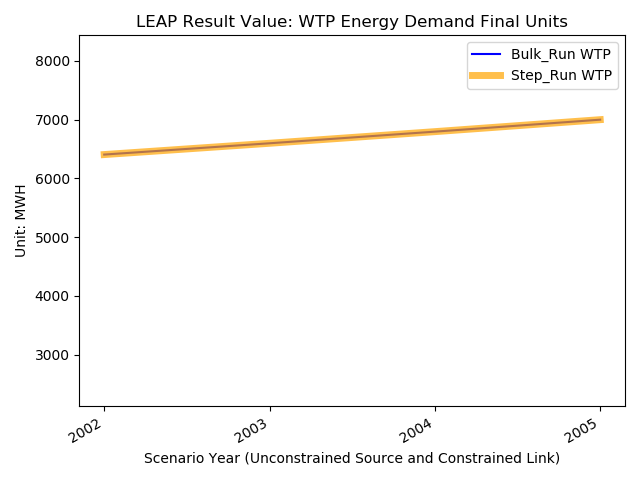 LEAP Result Value: WTP Energy Demand Final Units
Bulk_Run WTP
Step_Run WTP
8000
7000
6000
5000
4000
3000
Unit: MWH
2002
2003
2004
2005
Scenario Year (Unconstrained Source and Constrained Link)